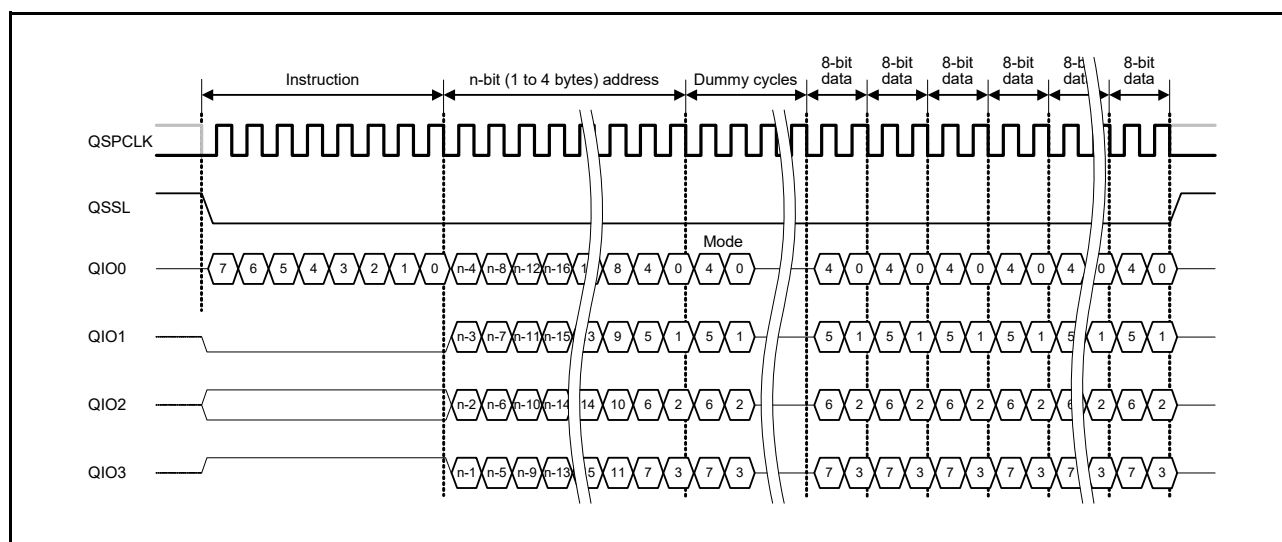 8-bit data
8-bit data
8-bit data
8-bit data
8-bit data
Instruction
n-bit (1 to 4 bytes) address
Dummy cycles
QSPCLK
QSSL
Mode
QIO0 7 6 5 4 3 2 1 0 n-4 n-8 n-12 n-16 8 4 0 4 0 4 0 4 0 4 0 4 0 4 0 4 0
QIO1 n-3 n-7 n-11 n-15 9 5 1 5 1 5 1 5 1 5 1 5 1 5 1 5 1
QIO2 n-2 n-6 n-10 n-14 14 10 6 2 6 2 6 2 6 2 6 2 6 2 6 2 6 2
QIO3 n-1 n-5 n-9 n-13 11 7 3 7 3 7 3 7 3 7 3 7 3 7 3 7 3